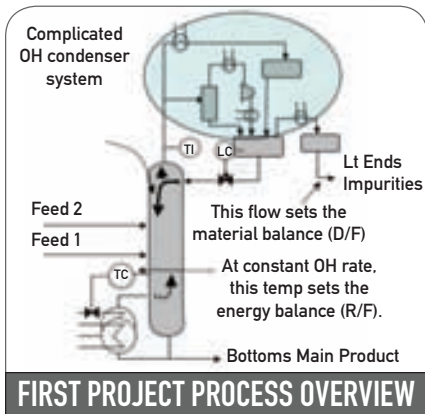 Complicated
OH condenser
system
TI
LC
Lt Ends
Impurities
Feed 2
This flow sets the
material balance (D/F)
Feed 1
TC
At constant OH rate,
this temp sets the
energy balance (R/F).
Bottoms Main Product
FIRST PROJECT PROCESS OVERVIEW